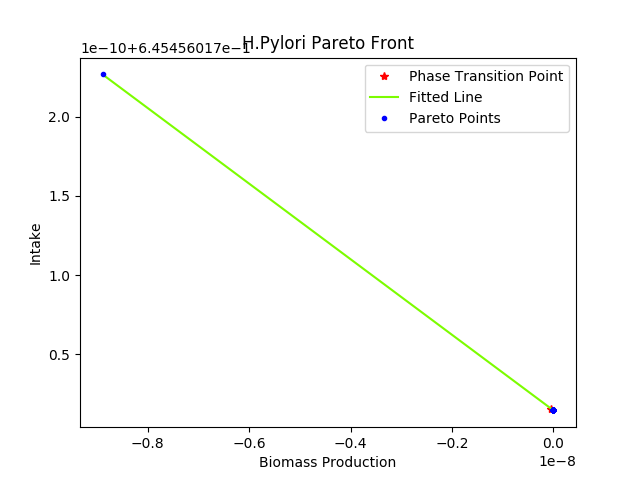 H.Pylori Pareto Front
1e−10+6.45456017e−1
Phase Transition Point
Fitted Line
Pareto Points
2.0
1.5
1.0
0.5
Intake
−0.8
−0.6
−0.4
−0.2
0.0
1e−8
Biomass Production